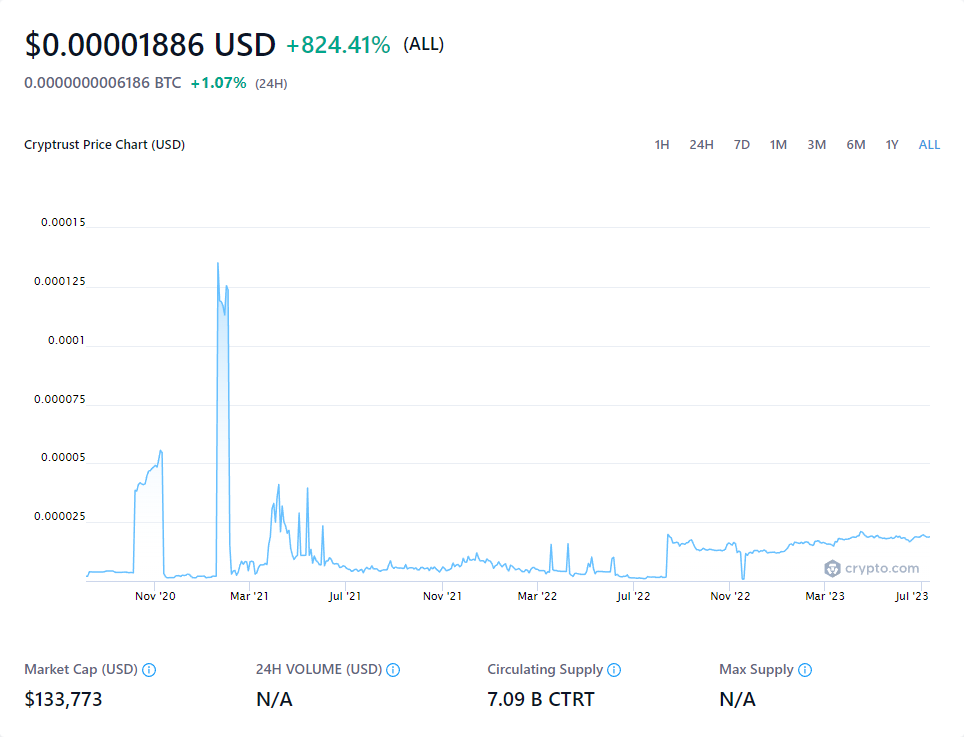 $0.00001886 USD +824.41% (ALL)
0.0000000006186 BTC +1.07% (24H)
Cryptrust Price Chart (USD) 1H 24H 7D 1M 3M 6M 1Y ALL
0.00015
0.000125
0.0001
0.000075
0.00005
0.000025
crypto.com
Nov '20 Mar '21 Jul '21 Nov '21 Mar '22 Jul '22 Nov '22 Mar '23 Jul '23
Market Cap (USD) 24H VOLUME (USD) Circulating Supply Max Supply
$133,773 N/A 7.09 B CTRT N/A